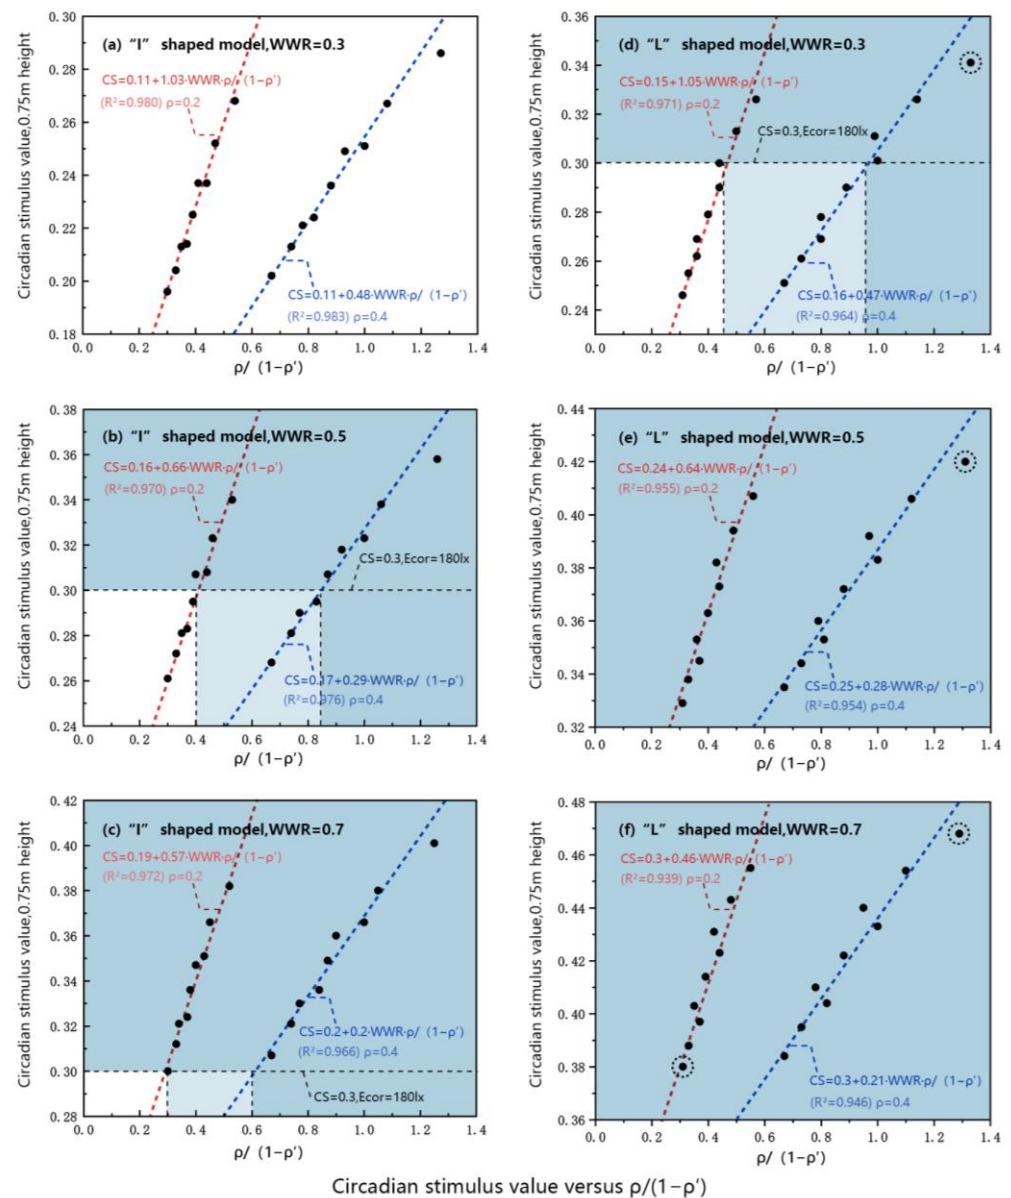 Circadian stimulus value,0.75m height
0.30
0.28
0.26
0.24
0.22
0.20
0.18
(a) “I” shaped model,WWR=0.3
CS=0.11+1.03·WWR·ρ/ (1−ρ′)
(R²=0.980) ρ=0.2
CS=0.11+0.48·WWR·ρ/ (1−ρ′)
(R²=0.983) ρ=0.4
0.0 0.2 0.4 0.6 0.8 1.0 1.2 1.4
ρ/ (1−ρ′)
Circadian stimulus value,0.75m height
0.36
0.34
0.32
0.30
0.28
0.26
0.24
(d) “L” shaped model,WWR=0.3
CS=0.15+1.05·WWR·ρ/ (1−ρ′)
(R²=0.971) ρ=0.2
CS=0.3,Ecor=180lx
CS=0.16+0.47·WWR·ρ/ (1−ρ′)
(R²=0.964) ρ=0.4
0.0 0.2 0.4 0.6 0.8 1.0 1.2 1.4
ρ/ (1−ρ′)
Circadian stimulus value,0.75m height
0.38
0.36
0.34
0.32
0.30
0.28
0.26
0.24
(b) “I” shaped model,WWR=0.5
CS=0.16+0.66·WWR·ρ/ (1−ρ′)
(R²=0.970) ρ=0.2
CS=0.3,Ecor=180lx
CS=0.17+0.29·WWR·ρ/ (1−ρ′)
(R²=0.976) ρ=0.4
0.0 0.2 0.4 0.6 0.8 1.0 1.2 1.4
ρ/ (1−ρ′)
Circadian stimulus value,0.75m height
0.44
0.42
0.40
0.38
0.36
0.34
0.32
(e) “L” shaped model,WWR=0.5
CS=0.24+0.64·WWR·ρ/ (1−ρ′)
(R²=0.955) ρ=0.2
CS=0.25+0.28·WWR·ρ/ (1−ρ′)
(R²=0.954) ρ=0.4
0.0 0.2 0.4 0.6 0.8 1.0 1.2 1.4
ρ/ (1−ρ′)
Circadian stimulus value,0.75m height
0.42
0.40
0.38
0.36
0.34
0.32
0.30
0.28
(c) “I” shaped model,WWR=0.7
CS=0.19+0.57·WWR·ρ/ (1−ρ′)
(R²=0.972) ρ=0.2
CS=0.2+0.2·WWR·ρ/ (1−ρ′)
(R²=0.966) ρ=0.4
CS=0.3,Ecor=180lx
0.0 0.2 0.4 0.6 0.8 1.0 1.2 1.4
ρ/ (1−ρ′)
Circadian stimulus value,0.75m height
0.48
0.46
0.44
0.42
0.40
0.38
0.36
(f) “L” shaped model,WWR=0.7
CS=0.3+0.46·WWR·ρ/ (1−ρ′)
(R²=0.939) ρ=0.2
CS=0.3+0.21·WWR·ρ/ (1−ρ′)
(R²=0.946) ρ=0.4
0.0 0.2 0.4 0.6 0.8 1.0 1.2 1.4
ρ/ (1−ρ′)
Circadian stimulus value versus ρ/(1−ρ′)